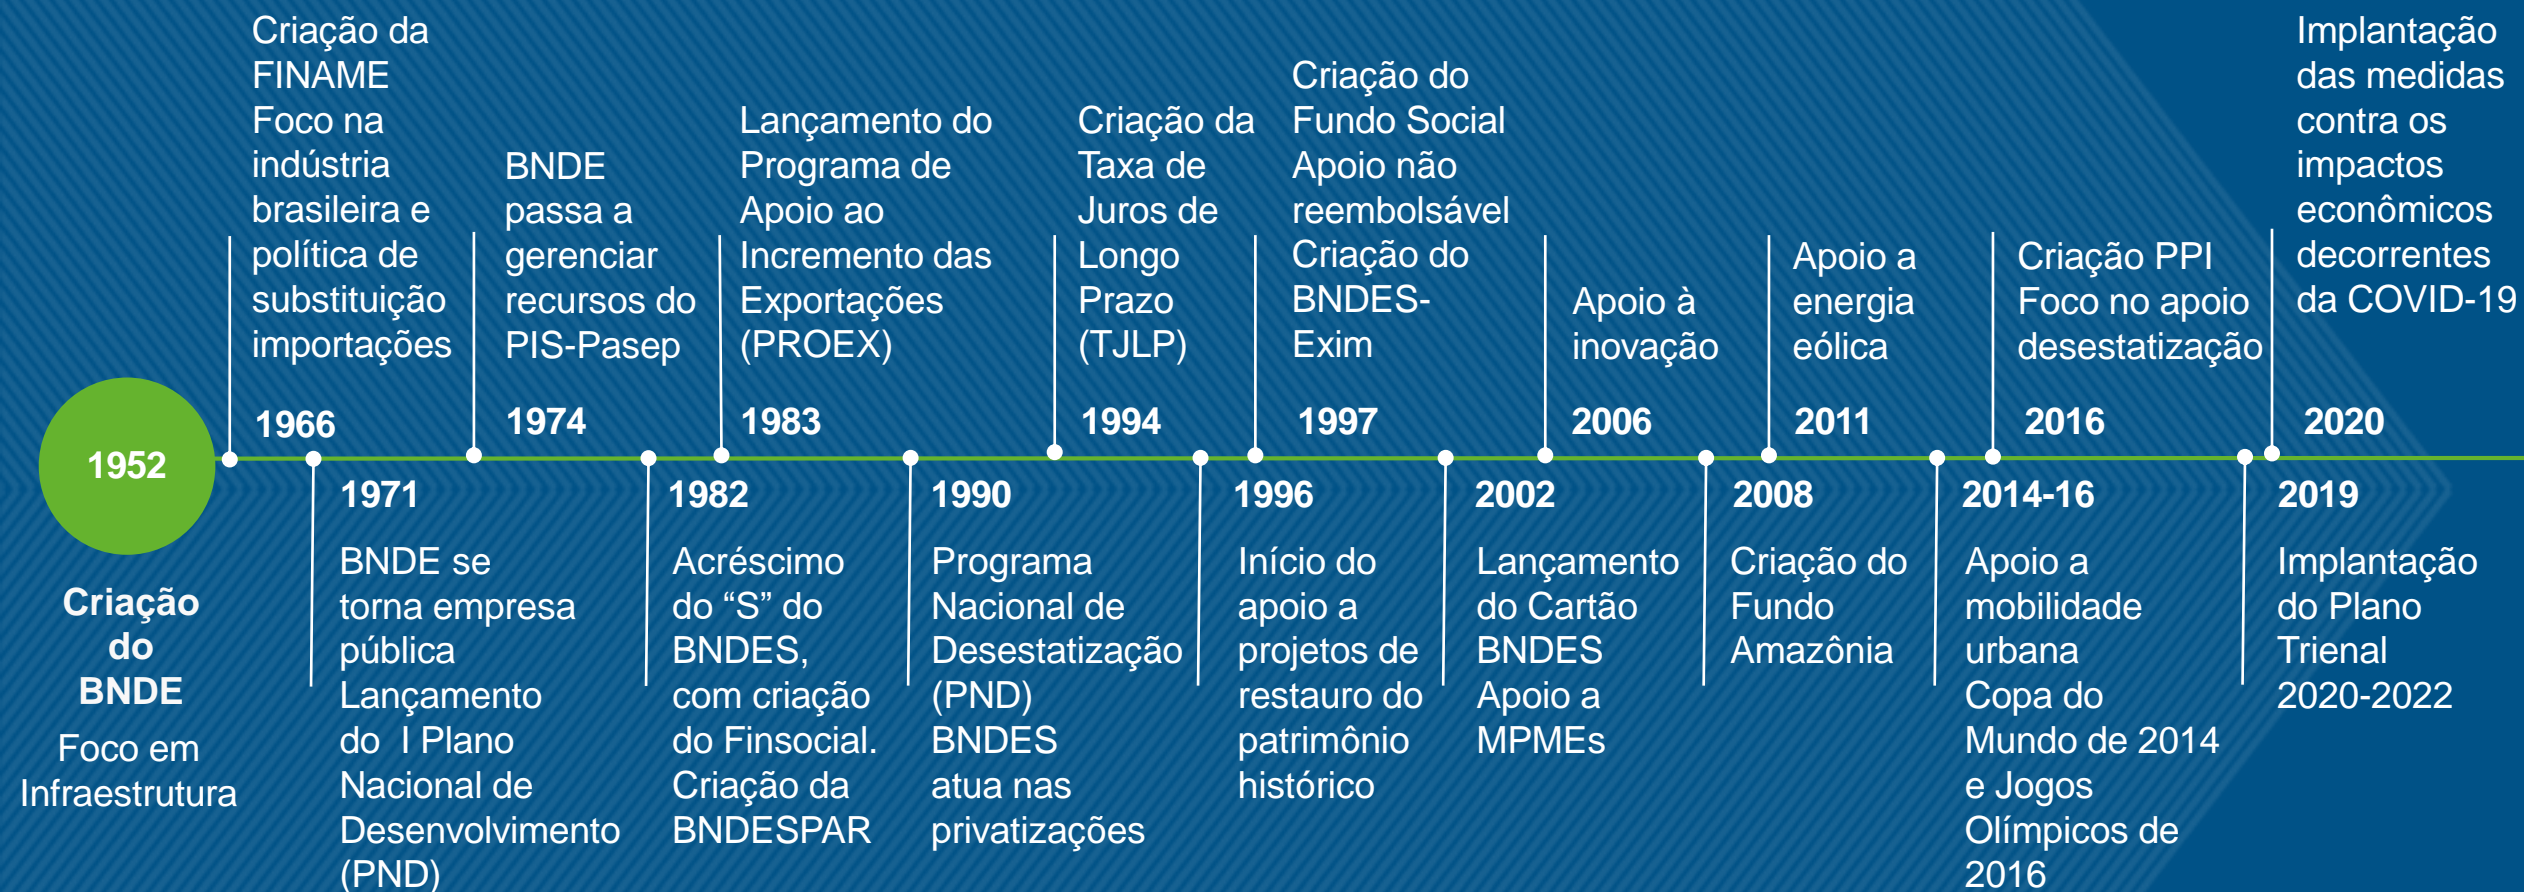 1952
Criação
do
BNDE
Foco em
Infraestrutura
Criação da
FINAME
Foco na
indústria
brasileira e
política de
substituição
importações
1966
1971
BNDE se
torna empresa
pública
Lançamento
do I Plano
Nacional de
Desenvolvimento
(PND)
BNDE
passa a
gerenciar
recursos do
PIS-Pasep
1974
1982
Acréscimo
do “S” do
BNDES,
com criação
do Finsocial.
Criação da
BNDESPAR
Lançamento do
Programa de
Apoio ao
Incremento das
Exportações
(PROEX)
1983
1990
Programa
Nacional de
Desestatização
(PND)
BNDES
atua nas
privatizações
Criação da
Taxa de
Juros de
Longo
Prazo
(TJLP)
1994
1996
Início do
apoio a
projetos de
restauro do
patrimônio
histórico
Criação do
Fundo Social
Apoio não
reembolsável
Criação do
BNDES-
Exim
1997
2002
Lançamento
do Cartão
BNDES
Apoio a
MPMEs
Apoio à
inovação
2006
2008
Criação do
Fundo
Amazônia
Apoio a
energia
eólica
2011
2014-16
Apoio a
mobilidade
urbana
Copa do
Mundo de 2014
e Jogos
Olímpicos de
2016
Criação PPI
Foco no apoio
desestatização
2016
2019
Implantação
do Plano
Trienal
2020-2022
Implantação
das medidas
contra os
impactos
econômicos
decorrentes
da COVID-19
2020